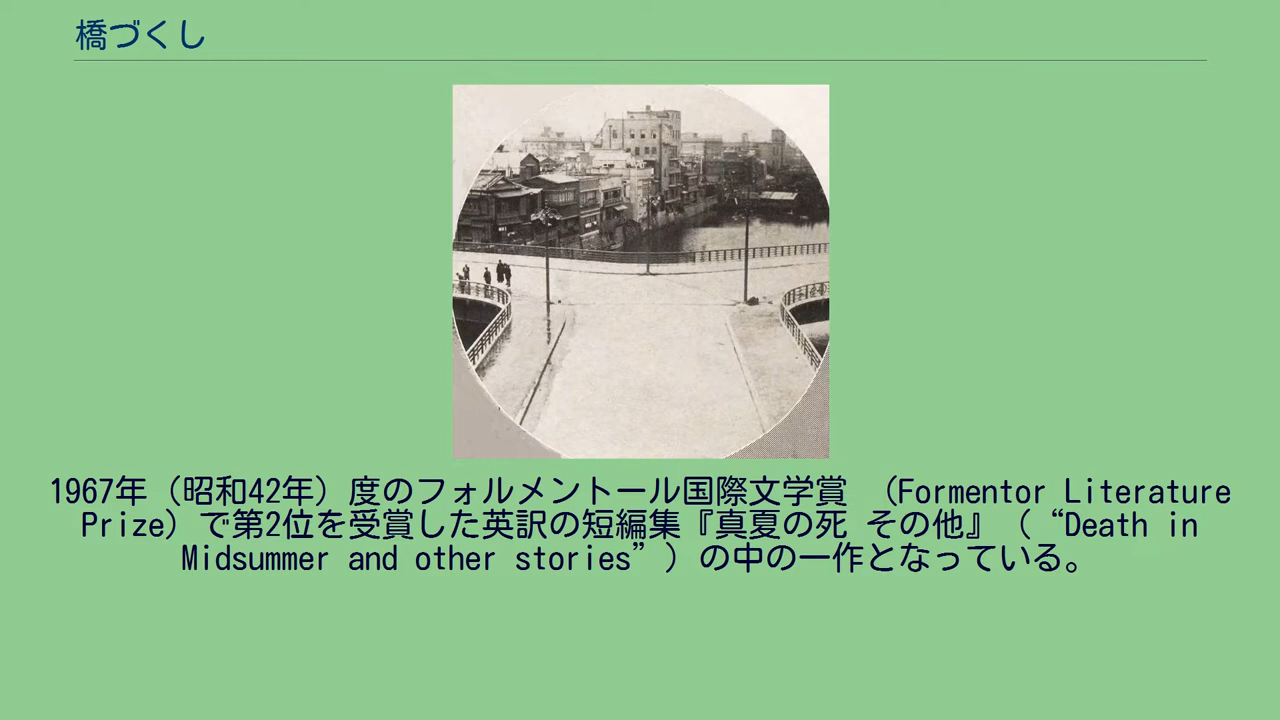 橋づくし
1967年（昭和42年）度のフォルメントール国際文学賞 （Formentor Literature
Prize）で第2位を受賞した英訳の短編集『真夏の死 その他』（“Death in
Midsummer and other stories”）の中の一作となっている。